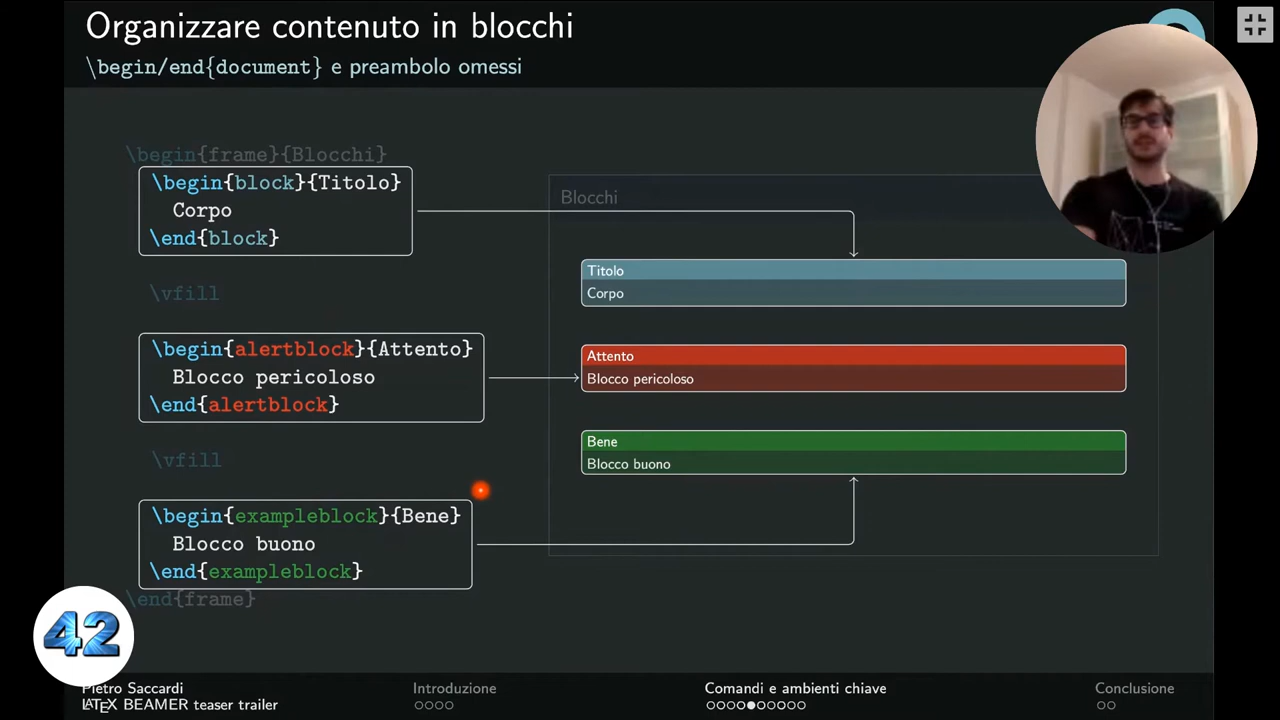 Organizzare contenuto in blocchi
\begin/end{document} e preambolo omessi
\begin{frame}{Blocchi}
\begin{block}{Titolo}
Corpo
\end{block}
\vfill
\begin{alertblock}{Attento}
Blocco pericoloso
\end{alertblock}
\vfill
\begin{exampleblock}{Bene}
Blocco buono
\end{exampleblock}
\end{frame}
Blocchi
Titolo
Corpo
Attento
Blocco pericoloso
Bene
Blocco buono
42
Pietro Saccardi
LATEX BEAMER teaser trailer
Introduzione
Comandi e ambienti chiave
Conclusione